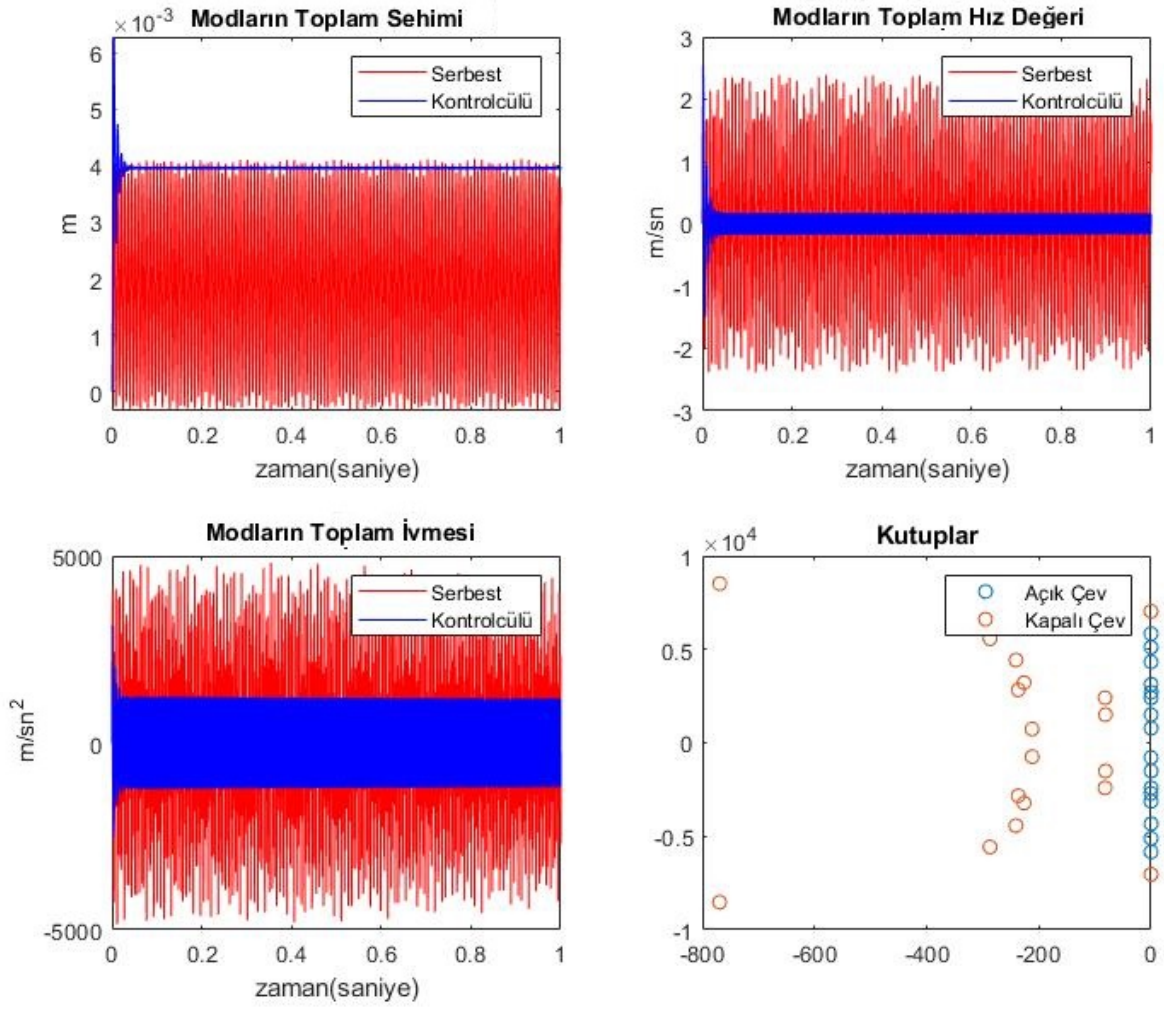 Modların Toplam Sehimi
×10⁻³
6
5
4
3
2
1
0
m
Serbest
Kontrolcülü
0 0.2 0.4 0.6 0.8 1
zaman(saniye)
Modların Toplam Hız Değeri
3
2
1
0
-1
-2
-3
m/sn
Serbest
Kontrolcülü
0 0.2 0.4 0.6 0.8 1
zaman(saniye)
Modların Toplam İvmesi
5000
0
-5000
m/sn²
Serbest
Kontrolcülü
0 0.2 0.4 0.6 0.8 1
zaman(saniye)
Kutuplar
×10⁴
1
0.5
0
-0.5
-1
Açık Çev
Kapalı Çev
-800 -600 -400 -200 0